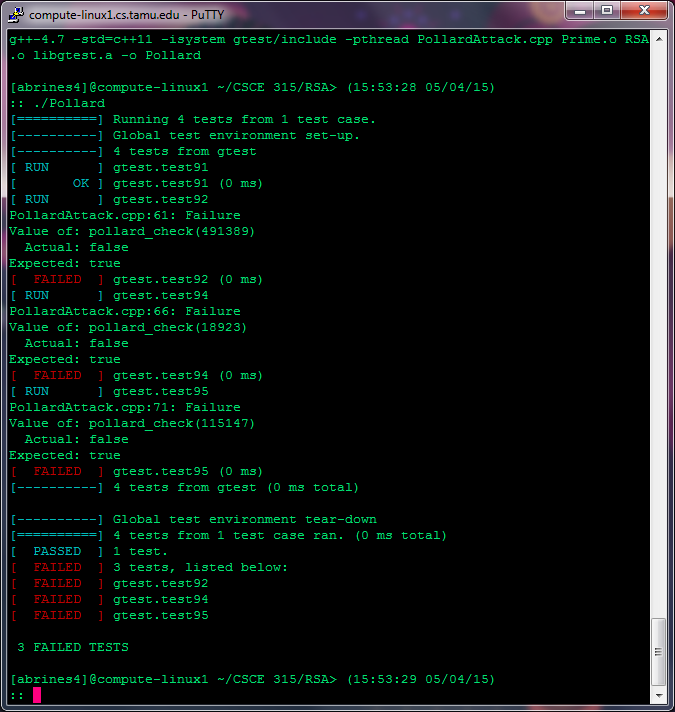 compute-linux1.cs.tamu.edu - PuTTY
g++-4.7 -std=c++11 -isystem gtest/include -pthread PollardAttack.cpp Prime.o RSA
.o libgtest.a -o Pollard
[abrines4]@compute-linux1 ~/CSCE 315/RSA> (15:53:28 05/04/15)
:: ./Pollard
[==========] Running 4 tests from 1 test case.
[----------] Global test environment set-up.
[----------] 4 tests from gtest
[ RUN      ] gtest.test91
[       OK ] gtest.test91 (0 ms)
[ RUN      ] gtest.test92
PollardAttack.cpp:61: Failure
Value of: pollard_check(491389)
  Actual: false
Expected: true
[  FAILED  ] gtest.test92 (0 ms)
[ RUN      ] gtest.test94
PollardAttack.cpp:66: Failure
Value of: pollard_check(18923)
  Actual: false
Expected: true
[  FAILED  ] gtest.test94 (0 ms)
[ RUN      ] gtest.test95
PollardAttack.cpp:71: Failure
Value of: pollard_check(115147)
  Actual: false
Expected: true
[  FAILED  ] gtest.test95 (0 ms)
[----------] 4 tests from gtest (0 ms total)
[----------] Global test environment tear-down
[==========] 4 tests from 1 test case ran. (0 ms total)
[  PASSED  ] 1 test.
[  FAILED  ] 3 tests, listed below:
[  FAILED  ] gtest.test92
[  FAILED  ] gtest.test94
[  FAILED  ] gtest.test95
 3 FAILED TESTS
[abrines4]@compute-linux1 ~/CSCE 315/RSA> (15:53:29 05/04/15)
::